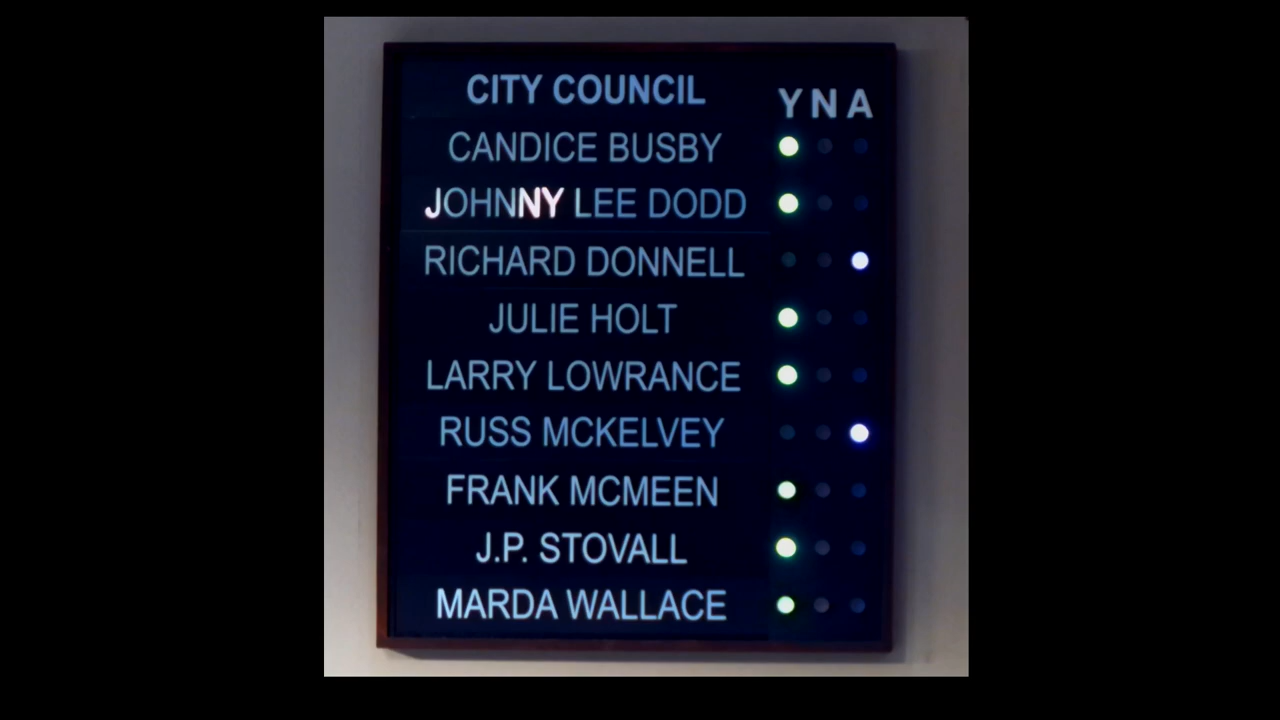 CITY COUNCIL
Y N A
CANDICE BUSBY
JOHNNY LEE DODD
RICHARD DONNELL
JULIE HOLT
LARRY LOWRANCE
RUSS MCKELVEY
FRANK MCMEEN
J.P. STOVALL
MARDA WALLACE